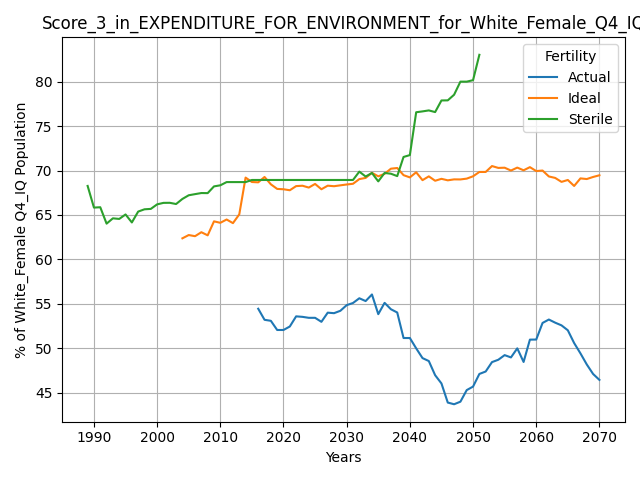 Score_3_in_EXPENDITURE_FOR_ENVIRONMENT_for_White_Female_Q4_IQ
Fertility
Actual
Ideal
Sterile
% of White_Female Q4_IQ Population
80
75
70
65
60
55
50
45
1990 2000 2010 2020 2030 2040 2050 2060 2070
Years